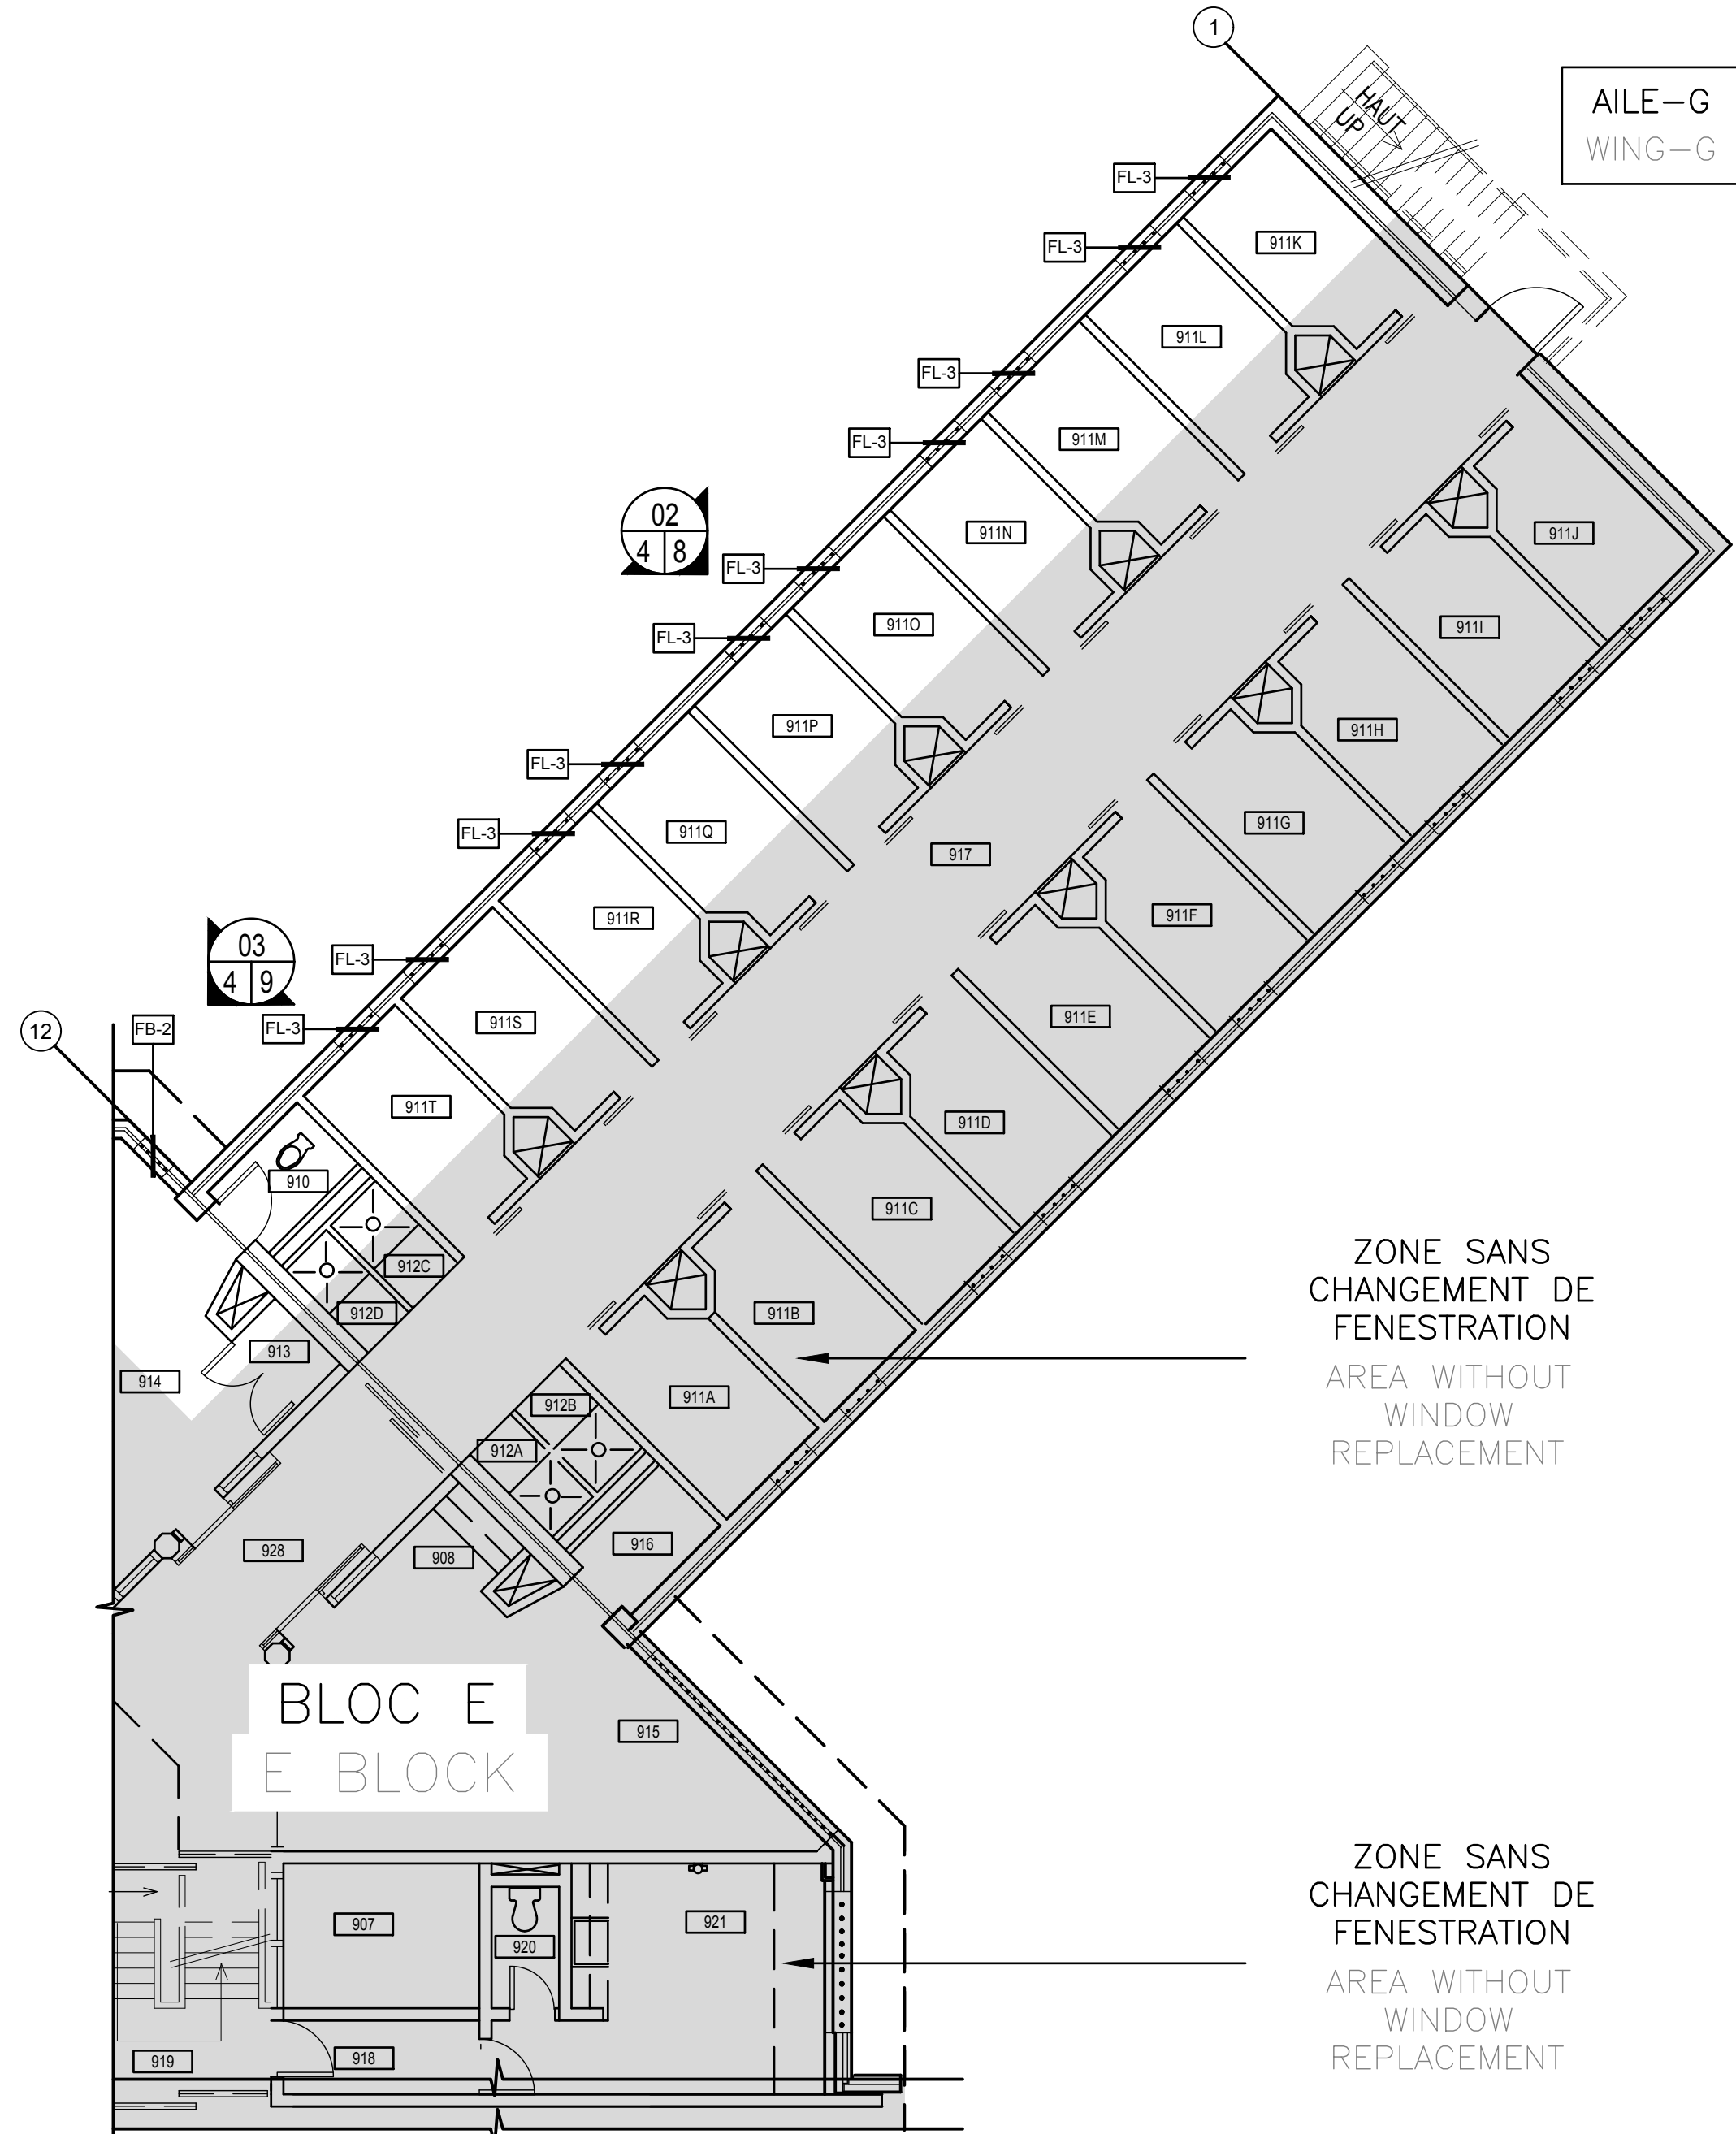 1
AILE-G
WING-G
HAUT
UP
FL-3
911K
FL-3
911L
FL-3
911M
FL-3
02
4 8
911N
911J
FL-3
911O
911I
FL-3
911P
911H
FL-3
911Q
911G
FL-3
917
911R
911F
03
4 9
FL-3
911S
911E
12
FB-2
FL-3
911T
911D
910
911C
912C
912D
911B
913
914
911A
912B
912A
916
928
908
ZONE SANS
CHANGEMENT DE
FENESTRATION
AREA WITHOUT
WINDOW
REPLACEMENT
BLOC E
E BLOCK
915
907
920
921
919
918
ZONE SANS
CHANGEMENT DE
FENESTRATION
AREA WITHOUT
WINDOW
REPLACEMENT